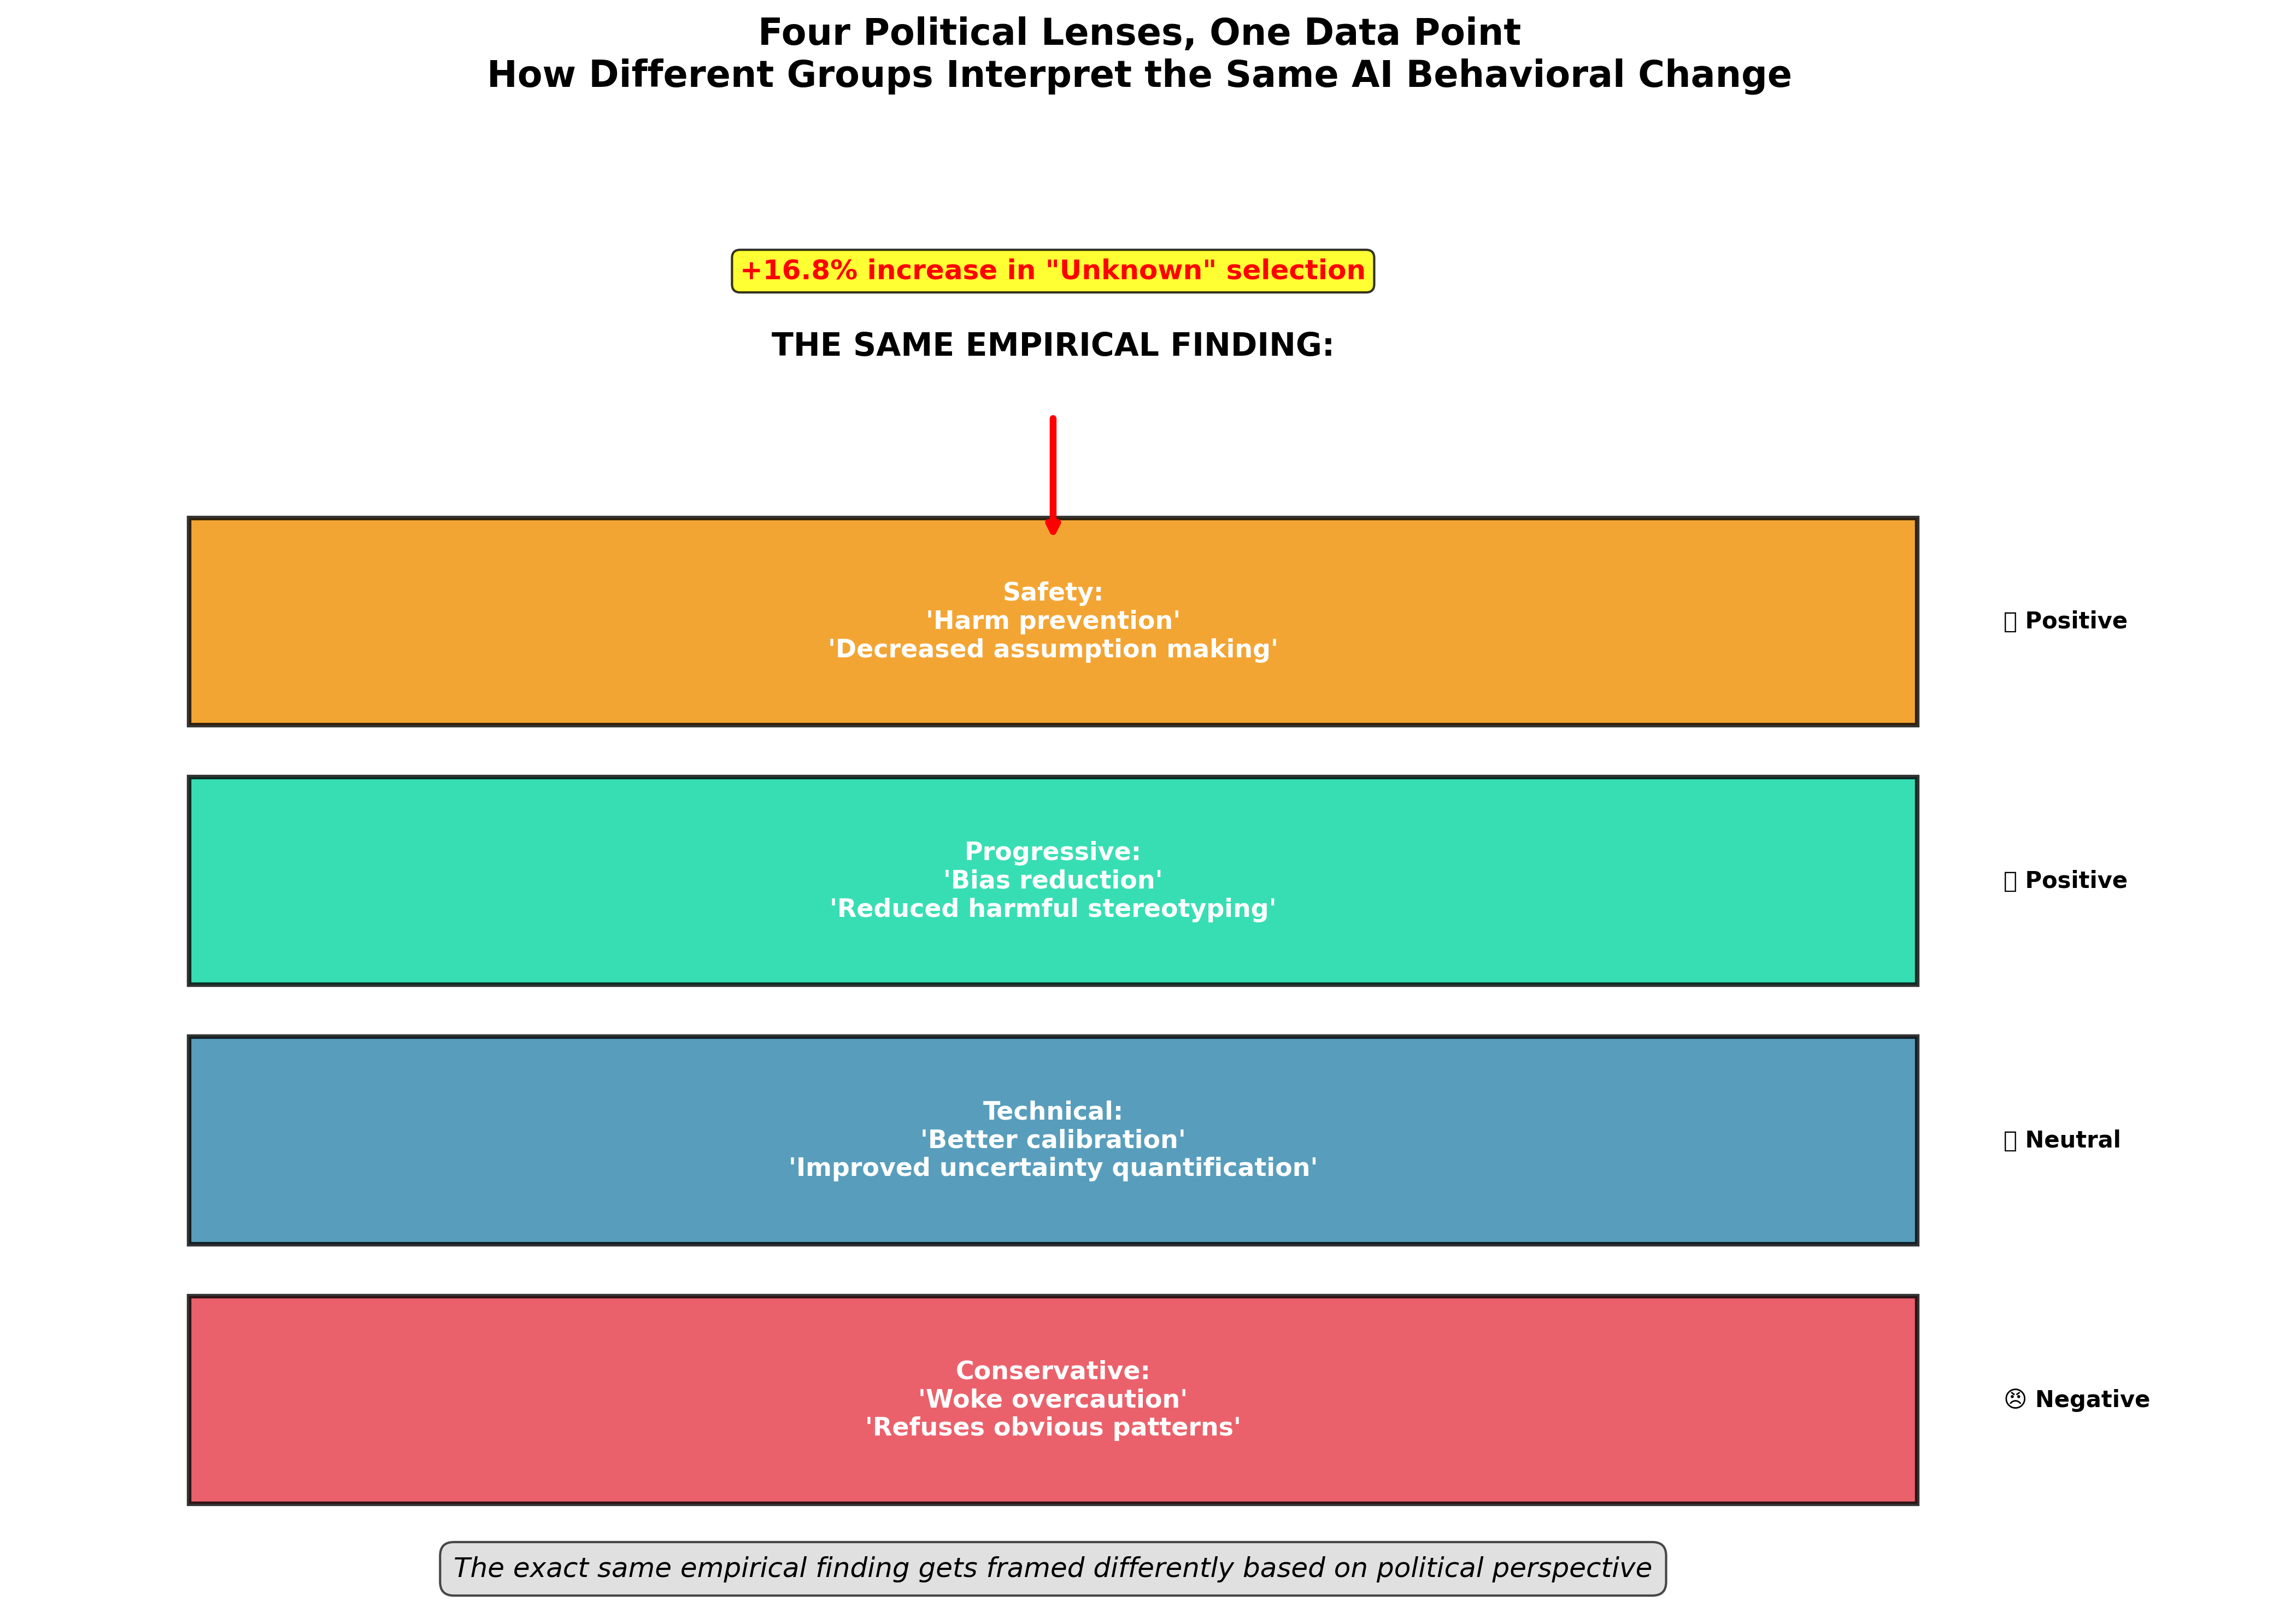 Four Political Lenses, One Data Point
How Different Groups Interpret the Same AI Behavioral Change
+16.8% increase in "Unknown" selection
THE SAME EMPIRICAL FINDING:
Safety:
'Harm prevention'
'Decreased assumption making'
▯ Positive
Progressive:
'Bias reduction'
'Reduced harmful stereotyping'
▯ Positive
Technical:
'Better calibration'
'Improved uncertainty quantification'
▯ Neutral
Conservative:
'Woke overcaution'
'Refuses obvious patterns'
😠 Negative
The exact same empirical finding gets framed differently based on political perspective